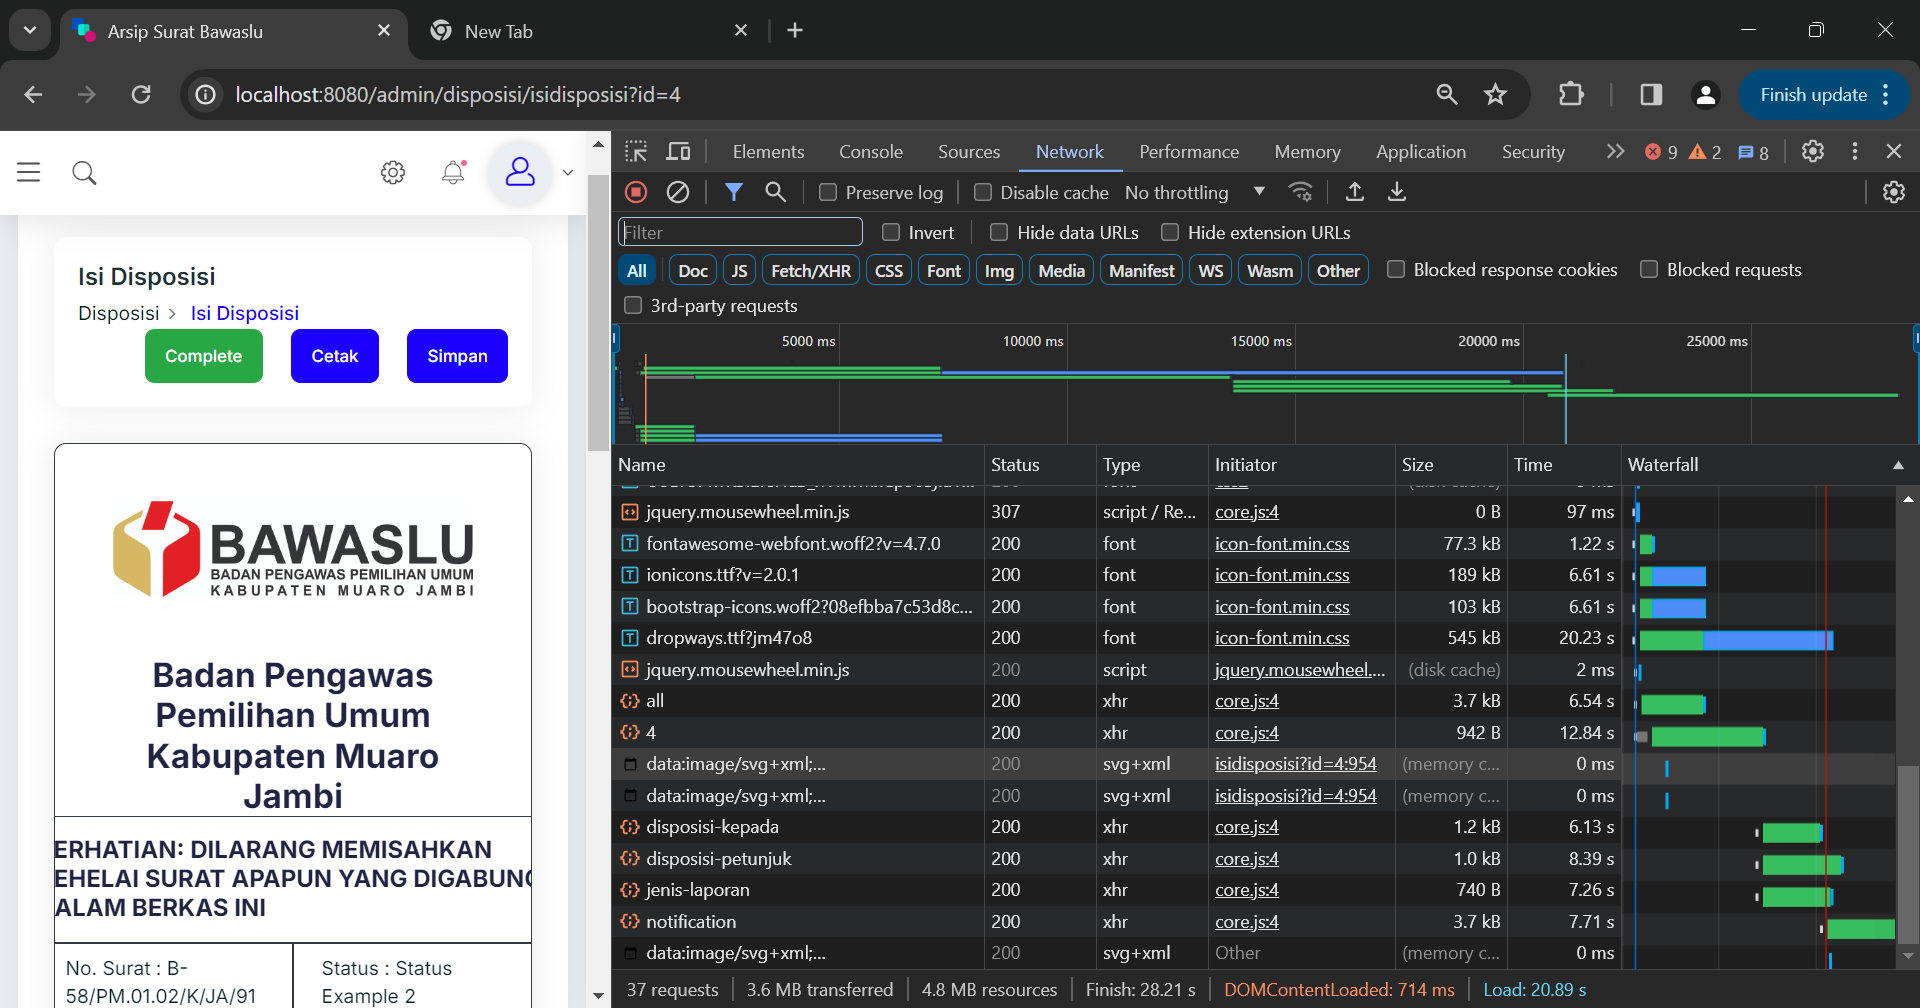 Arsip Surat Bawaslu
New Tab
localhost:8080/admin/disposisi/isidisposisi?id=4
Finish update
Isi Disposisi
Disposisi > Isi Disposisi
Complete
Cetak
Simpan
BAWASLU
BADAN PENGAWAS PEMILIHAN UMUM
KABUPATEN MUARO JAMBI
Badan Pengawas
Pemilihan Umum
Kabupaten Muaro
Jambi
ERHATIAN: DILARANG MEMISAHKAN
EHELAI SURAT APAPUN YANG DIGABUN
ALAM BERKAS INI
No. Surat : B-
58/PM.01.02/K/JA/91
Status : Status
Example 2
Elements Console Sources Network Performance Memory Application Security 9 2 8
Preserve log Disable cache No throttling
Filter Invert Hide data URLs Hide extension URLs
All Doc JS Fetch/XHR CSS Font Img Media Manifest WS Wasm Other Blocked response cookies Blocked requests
3rd-party requests
5000 ms 10000 ms 15000 ms 20000 ms 25000 ms
Name Status Type Initiator Size Time Waterfall
jquery.mousewheel.min.js 307 script / Re... core.js:4 0 B 97 ms
fontawesome-webfont.woff2?v=4.7.0 200 font icon-font.min.css 77.3 kB 1.22 s
ionicons.ttf?v=2.0.1 200 font icon-font.min.css 189 kB 6.61 s
bootstrap-icons.woff2?08efbba7c53d8c... 200 font icon-font.min.css 103 kB 6.61 s
dropways.ttf?jm47o8 200 font icon-font.min.css 545 kB 20.23 s
jquery.mousewheel.min.js 200 script jquery.mousewheel.... (disk cache) 2 ms
all 200 xhr core.js:4 3.7 kB 6.54 s
4 200 xhr core.js:4 942 B 12.84 s
data:image/svg+xml;... 200 svg+xml isidisposisi?id=4:954 (memory c... 0 ms
data:image/svg+xml;... 200 svg+xml isidisposisi?id=4:954 (memory c... 0 ms
disposisi-kepada 200 xhr core.js:4 1.2 kB 6.13 s
disposisi-petunjuk 200 xhr core.js:4 1.0 kB 8.39 s
jenis-laporan 200 xhr core.js:4 740 B 7.26 s
notification 200 xhr core.js:4 3.7 kB 7.71 s
data:image/svg+xml;... 200 svg+xml Other (memory c... 0 ms
37 requests 3.6 MB transferred 4.8 MB resources Finish: 28.21 s DOMContentLoaded: 714 ms Load: 20.89 s